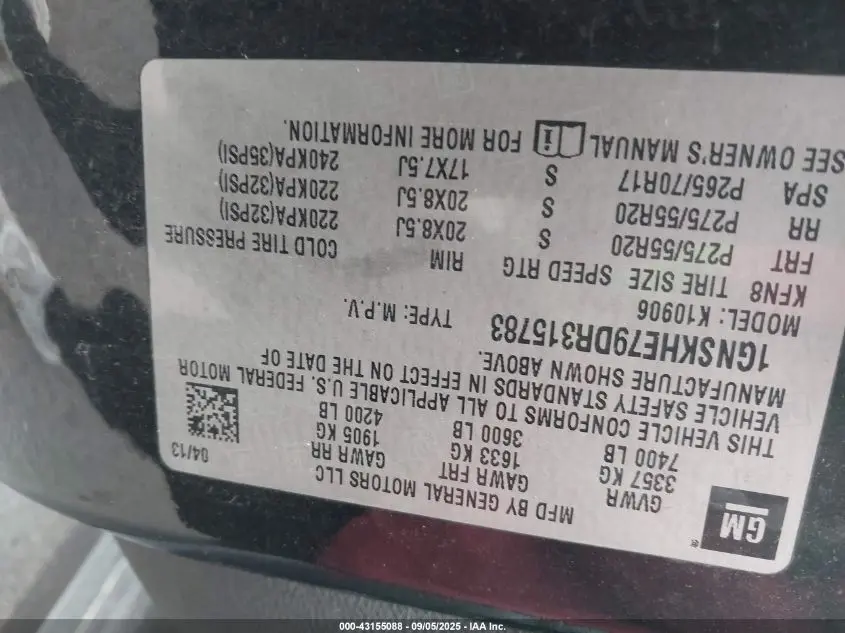 GM
®
MFD BY GENERAL MOTORS LLC
04/13
GVWR GAWR FRT GAWR RR
3357 KG 1633 KG 1905 KG
7400 LB 3600 LB 4200 LB
THIS VEHICLE CONFORMS TO ALL APPLICABLE U.S. FEDERAL MOTOR
VEHICLE SAFETY STANDARDS IN EFFECT ON THE DATE OF
MANUFACTURE SHOWN ABOVE.
1GNSKHE79DR315783 TYPE: M.P.V.
MODEL: K10906
KFN8 TIRE SIZE SPEED RTG RIM COLD TIRE PRESSURE
FRT P275/55R20 S 20X8.5J 220KPA(32PSI)
RR P275/55R20 S 20X8.5J 220KPA(32PSI)
SPA P265/70R17 S 17X7.5J 240KPA(35PSI)
SEE OWNER'S MANUAL i FOR MORE INFORMATION.
000-43155088 - 09/05/2025 - IAA Inc.